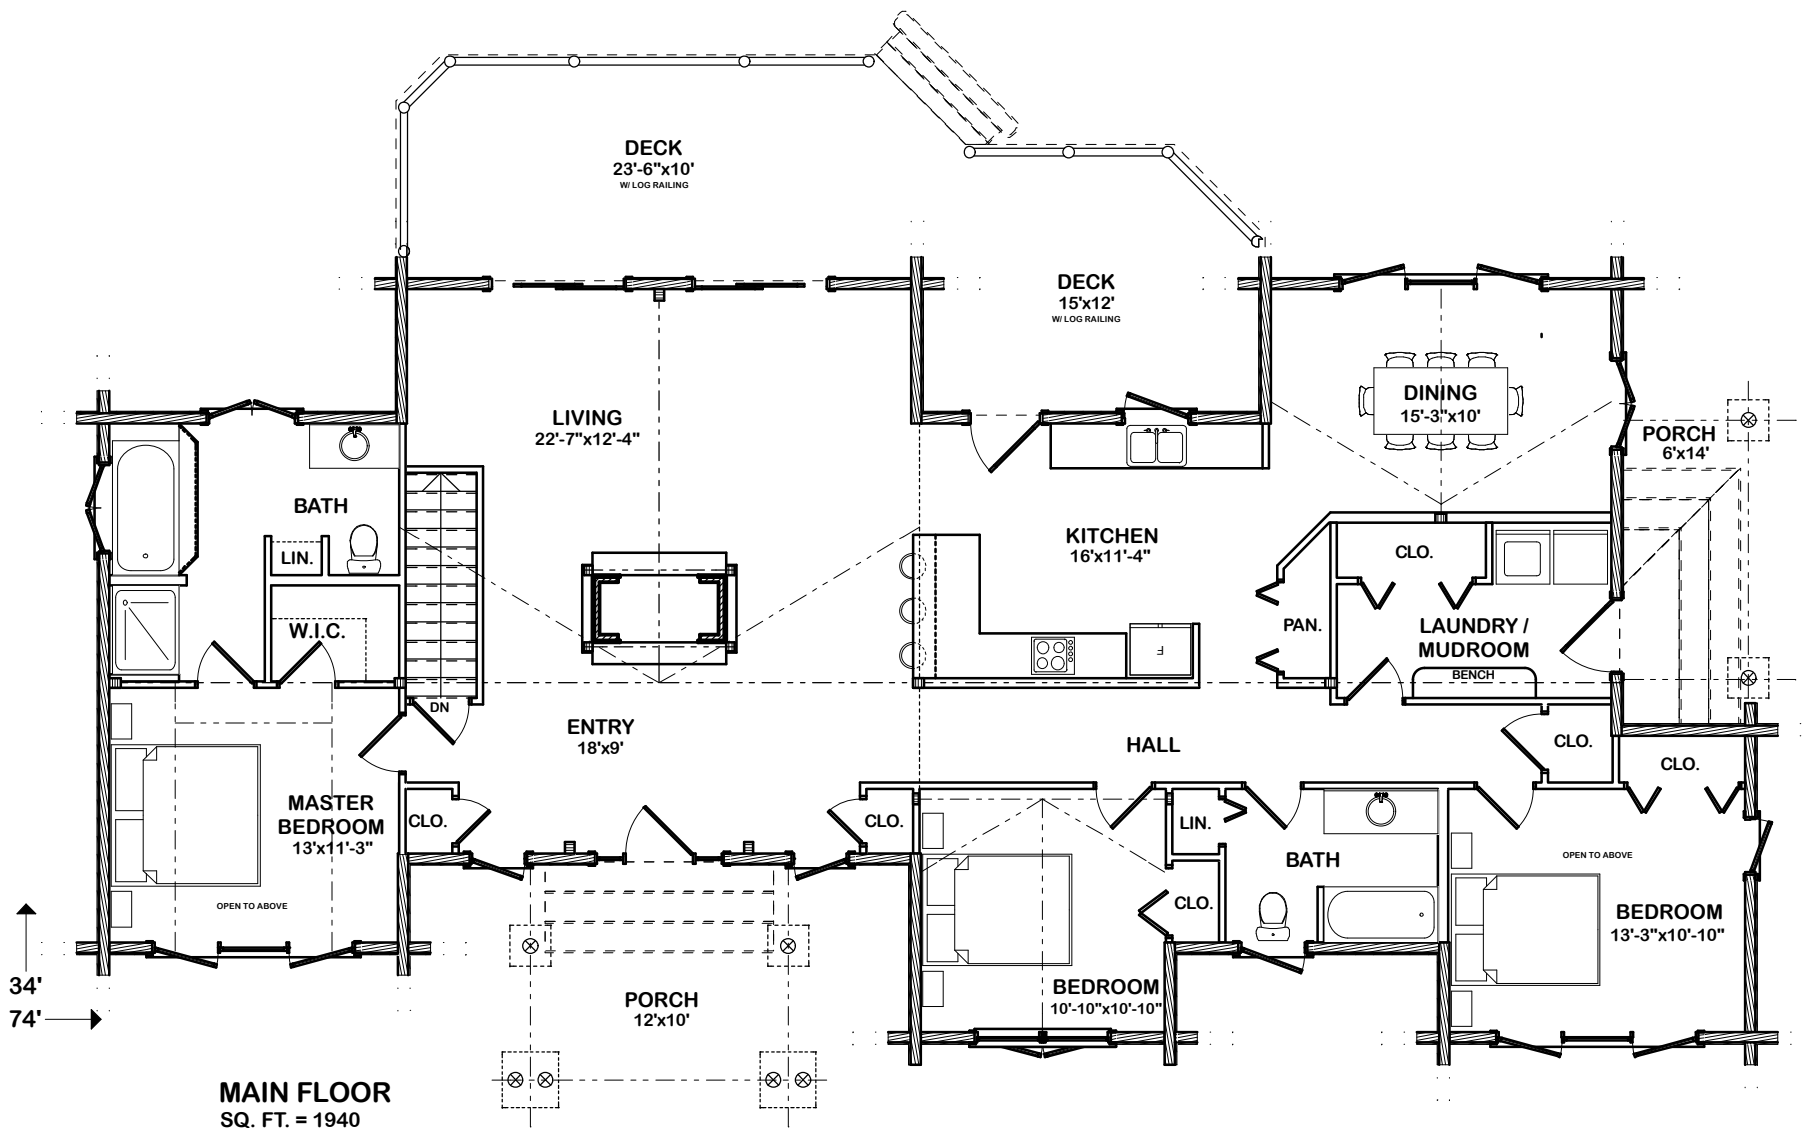 DECK
23'-6"x10'
W/ LOG RAILING
DECK
15'x12'
W/ LOG RAILING
LIVING
22'-7"x12'-4"
DINING
15'-3"x10'
PORCH
6'x14'
BATH
LIN.
W.I.C.
KITCHEN
16'x11'-4"
CLO.
PAN.
LAUNDRY /
MUDROOM
BENCH
F
DN
ENTRY
18'x9'
HALL
CLO.
CLO.
MASTER
BEDROOM
13'x11'-3"
OPEN TO ABOVE
CLO.
CLO.
LIN.
BATH
CLO.
OPEN TO ABOVE
BEDROOM
13'-3"x10'-10"
BEDROOM
10'-10"x10'-10"
PORCH
12'x10'
34'
74'
MAIN FLOOR
SQ. FT. = 1940